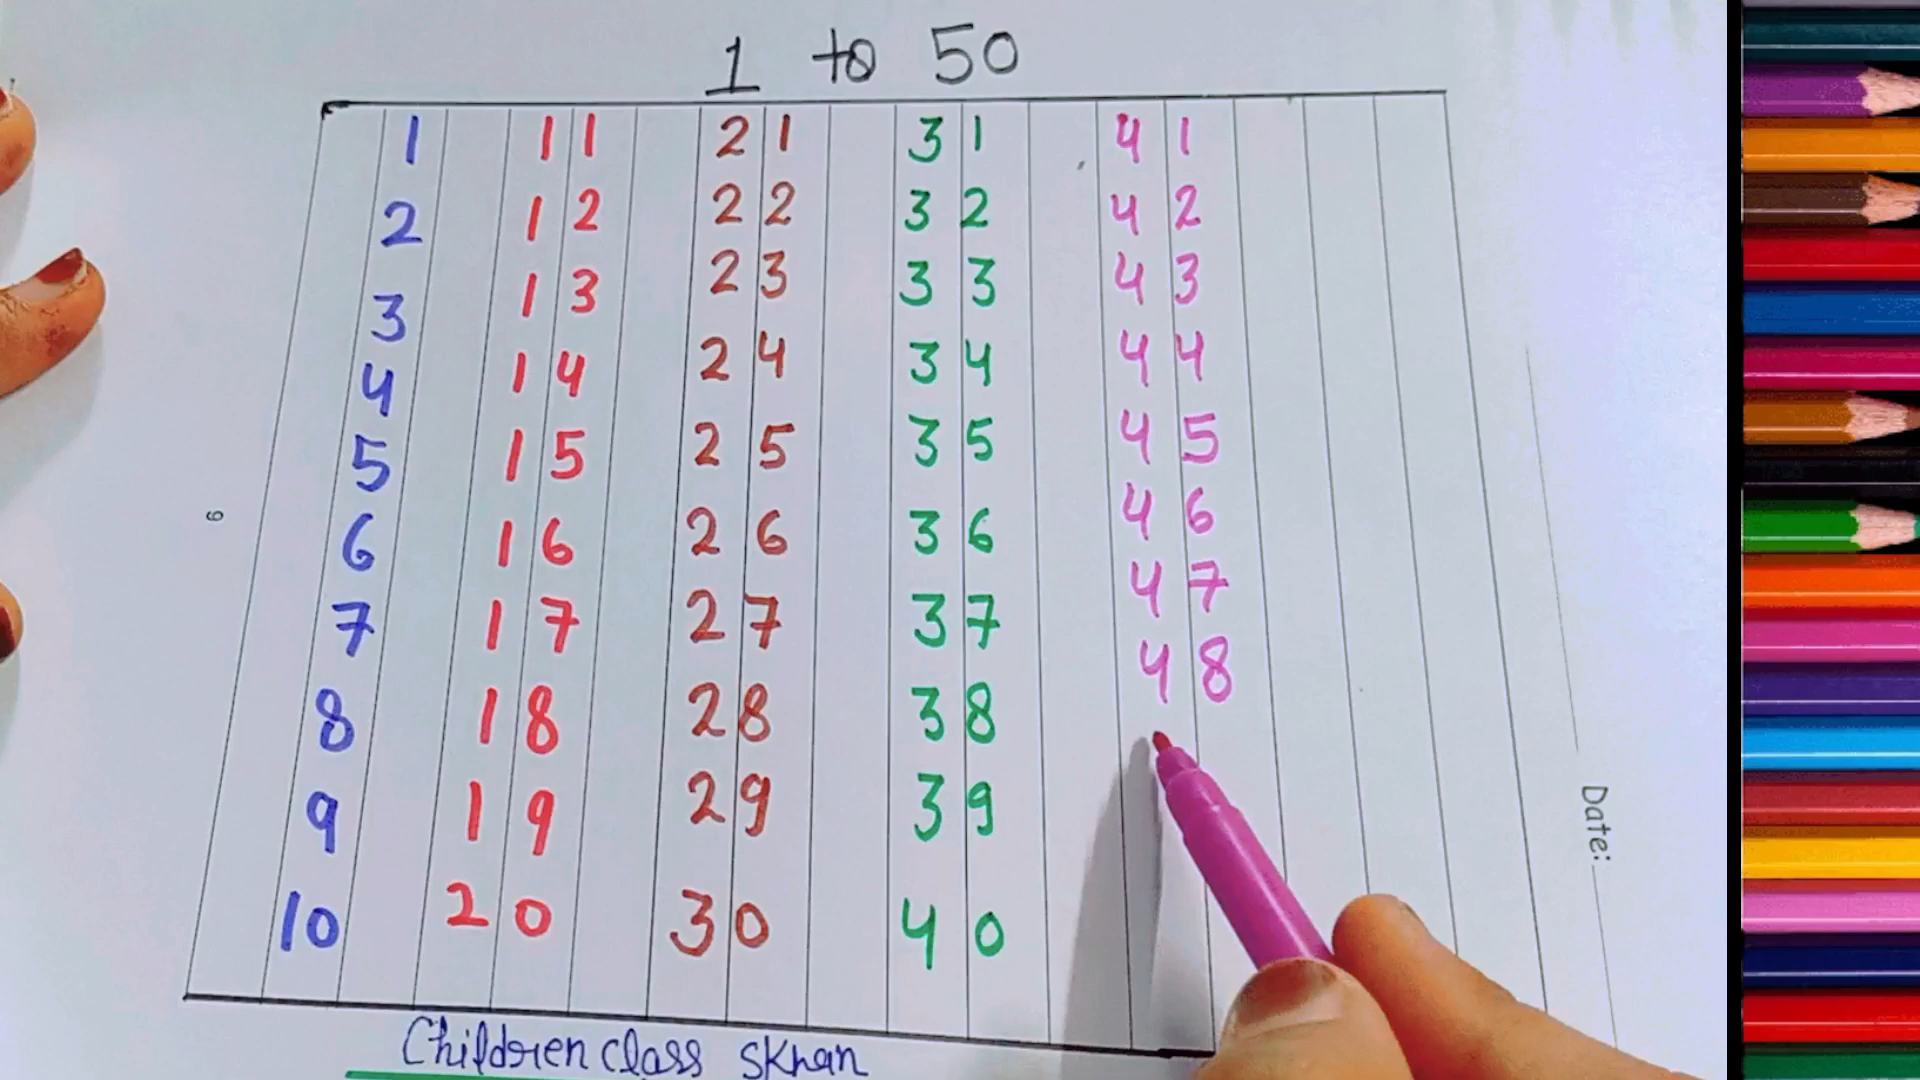 1 to 50
1 11 21 31 41
2 12 22 32 42
3 13 23 33 43
4 14 24 34 44
5 15 25 35 45
6 16 26 36 46
7 17 27 37 47
8 18 28 38 48
9 19 29 39
10 20 30 40
Children class SKhan
9
Date: